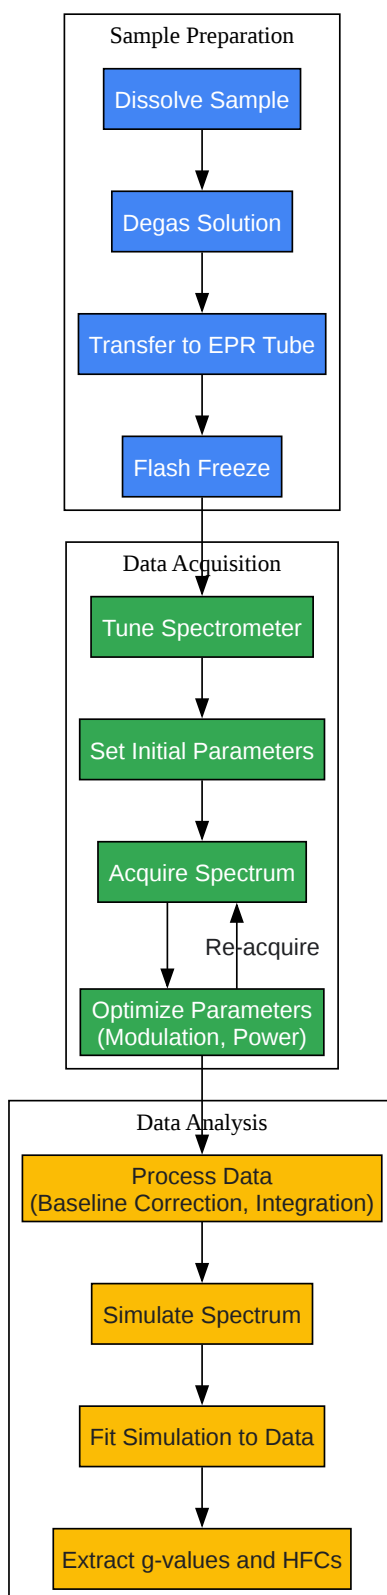 Sample Preparation
Dissolve Sample
Degas Solution
Transfer to EPR Tube
Flash Freeze
Data Acquisition
Tune Spectrometer
Set Initial Parameters
Acquire Spectrum
Re-acquire
Optimize Parameters
(Modulation, Power)
Data Analysis
Process Data
(Baseline Correction, Integration)
Simulate Spectrum
Fit Simulation to Data
Extract g-values and HFCs